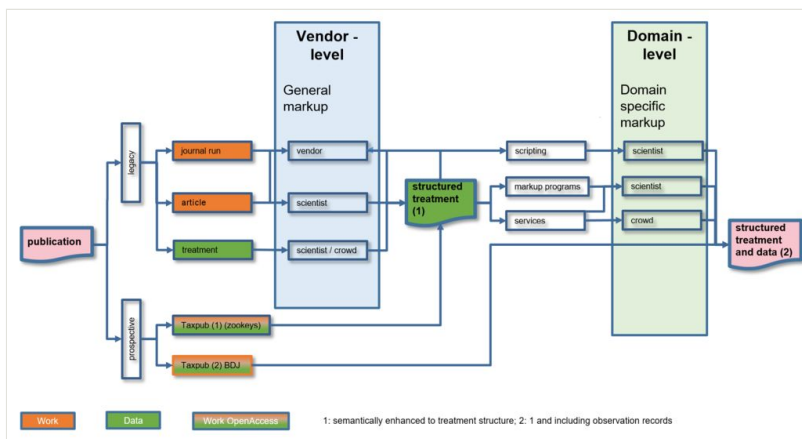 Vendor -
level
General
markup
Domain -
level
Domain
specific
markup
legacy
journal run
vendor
scripting
scientist
article
scientist
structured
treatment
(1)
markup programs
scientist
services
crowd
treatment
scientist / crowd
publication
structured
treatment
and data (2)
prospective
Taxpub (1) (zookeys)
Taxpub (2) BDJ
Work
Data
Work OpenAccess
1: semantically enhanced to treatment structure; 2: 1 and including observation records